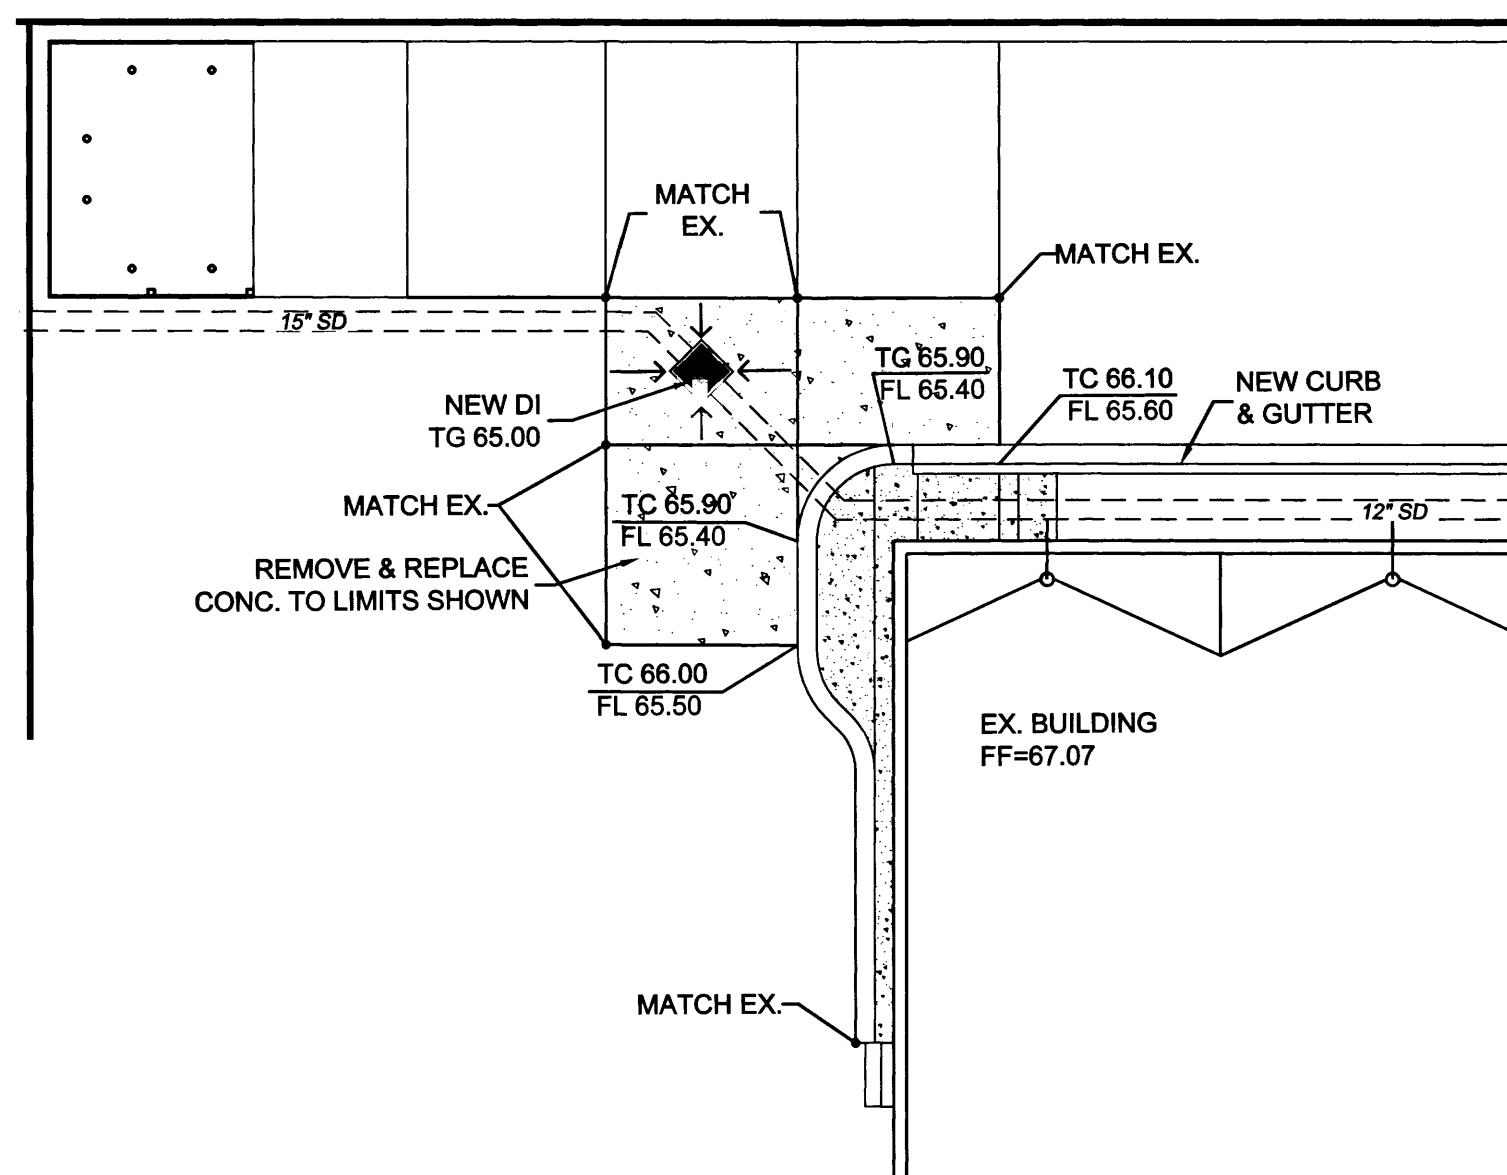 MATCH
EX.
MATCH EX.
15" SD
TG 65.90
FL 65.40
TC 66.10
FL 65.60
NEW CURB
& GUTTER
NEW DI
TG 65.00
MATCH EX.
TC 65.90
FL 65.40
12" SD
REMOVE & REPLACE
CONC. TO LIMITS SHOWN
TC 66.00
FL 65.50
EX. BUILDING
FF=67.07
MATCH EX.